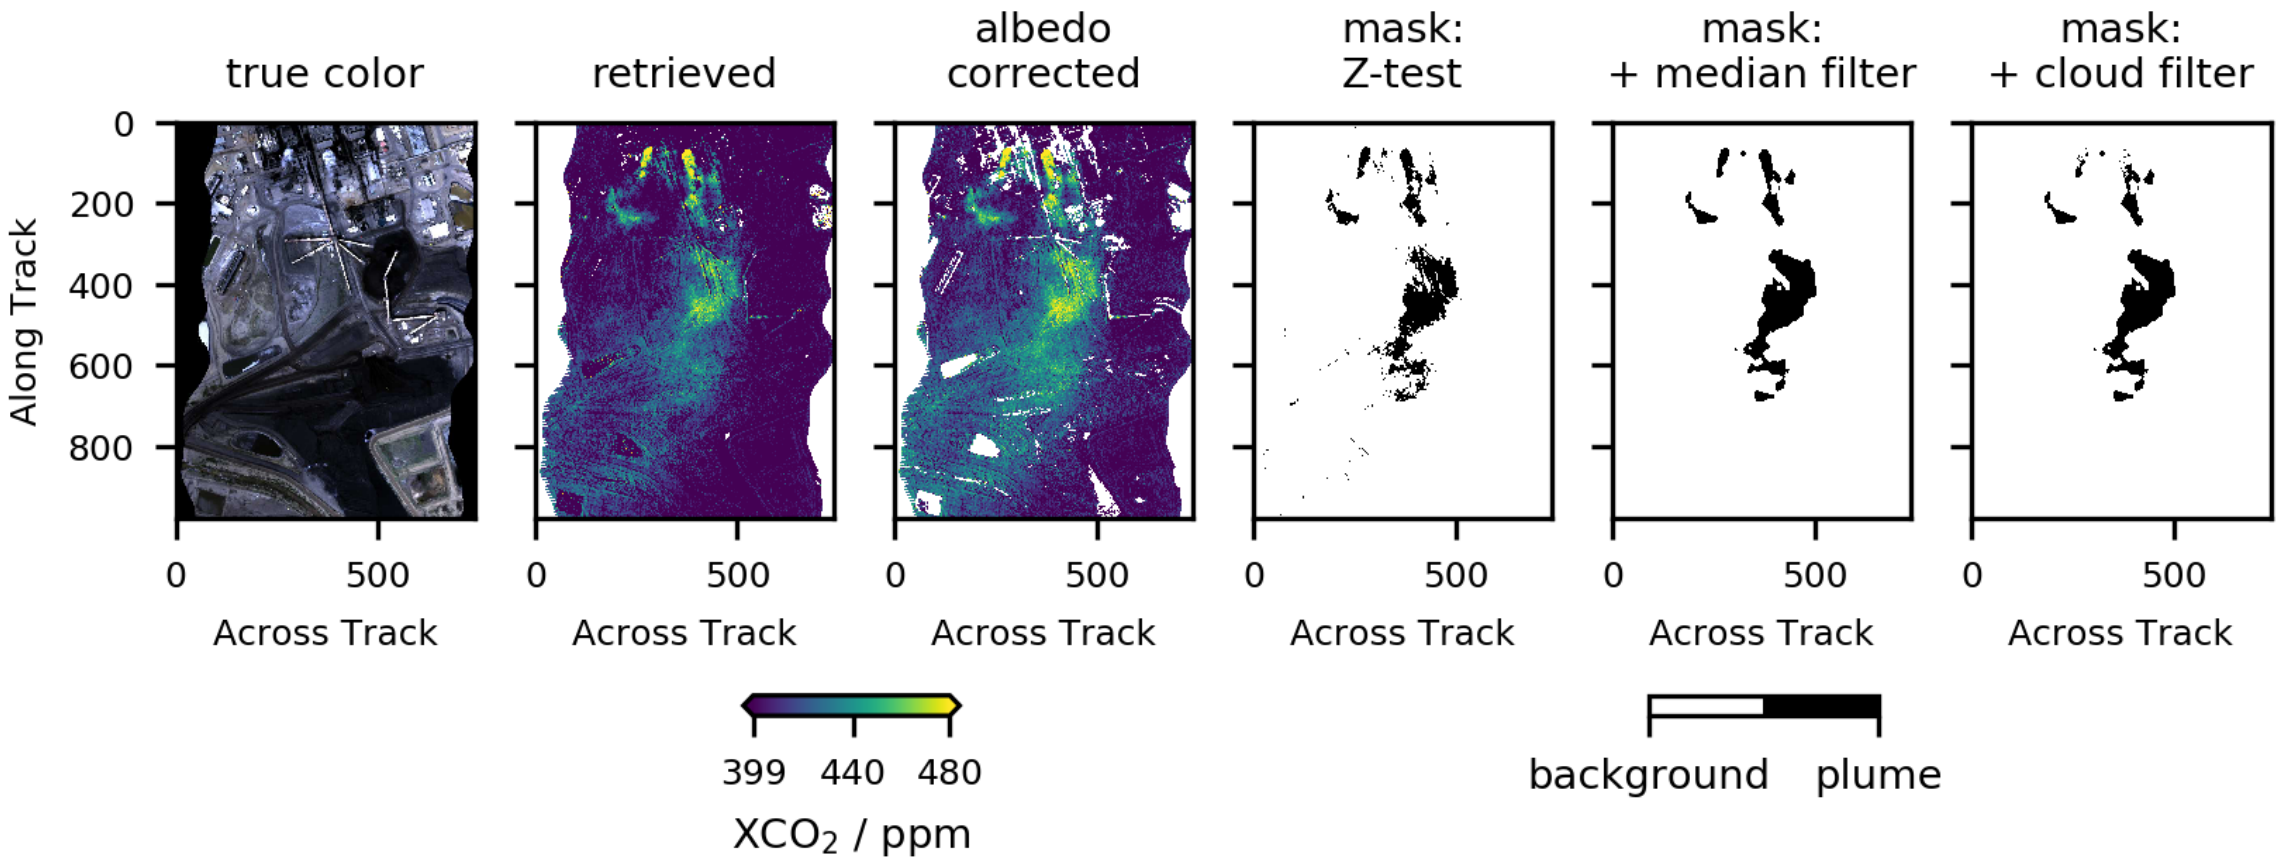 true color
retrieved
albedo
corrected
mask:
Z-test
mask:
+ median filter
mask:
+ cloud filter
Along Track
0
200
400
600
800
0 500
0 500
0 500
0 500
0 500
0 500
Across Track
Across Track
Across Track
Across Track
Across Track
Across Track
399 440 480
XCO₂ / ppm
background plume